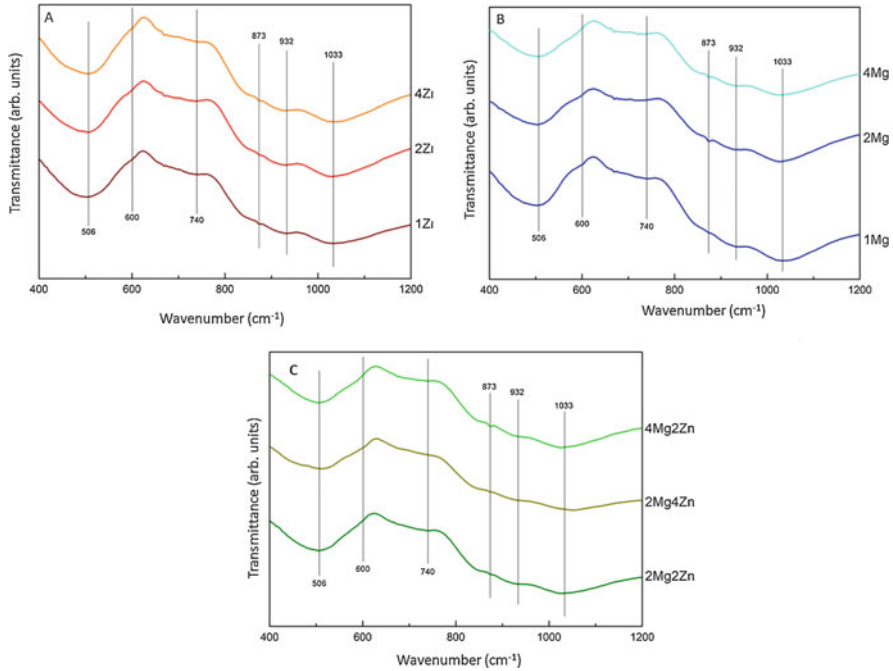 A
873
932
1033
4Zn
2Zn
1Zn
506
600
740
Transmittance (arb. units)
400 600 800 1000 1200
Wavenumber (cm⁻¹)
B
873
932
1033
4Mg
2Mg
1Mg
506
600
740
Transmittance (arb. units)
400 600 800 1000 1200
Wavenumber (cm⁻¹)
C
873
932
1033
4Mg2Zn
2Mg4Zn
2Mg2Zn
506
600
740
Transmittance (arb. units)
400 600 800 1000 1200
Wavenumber (cm⁻¹)